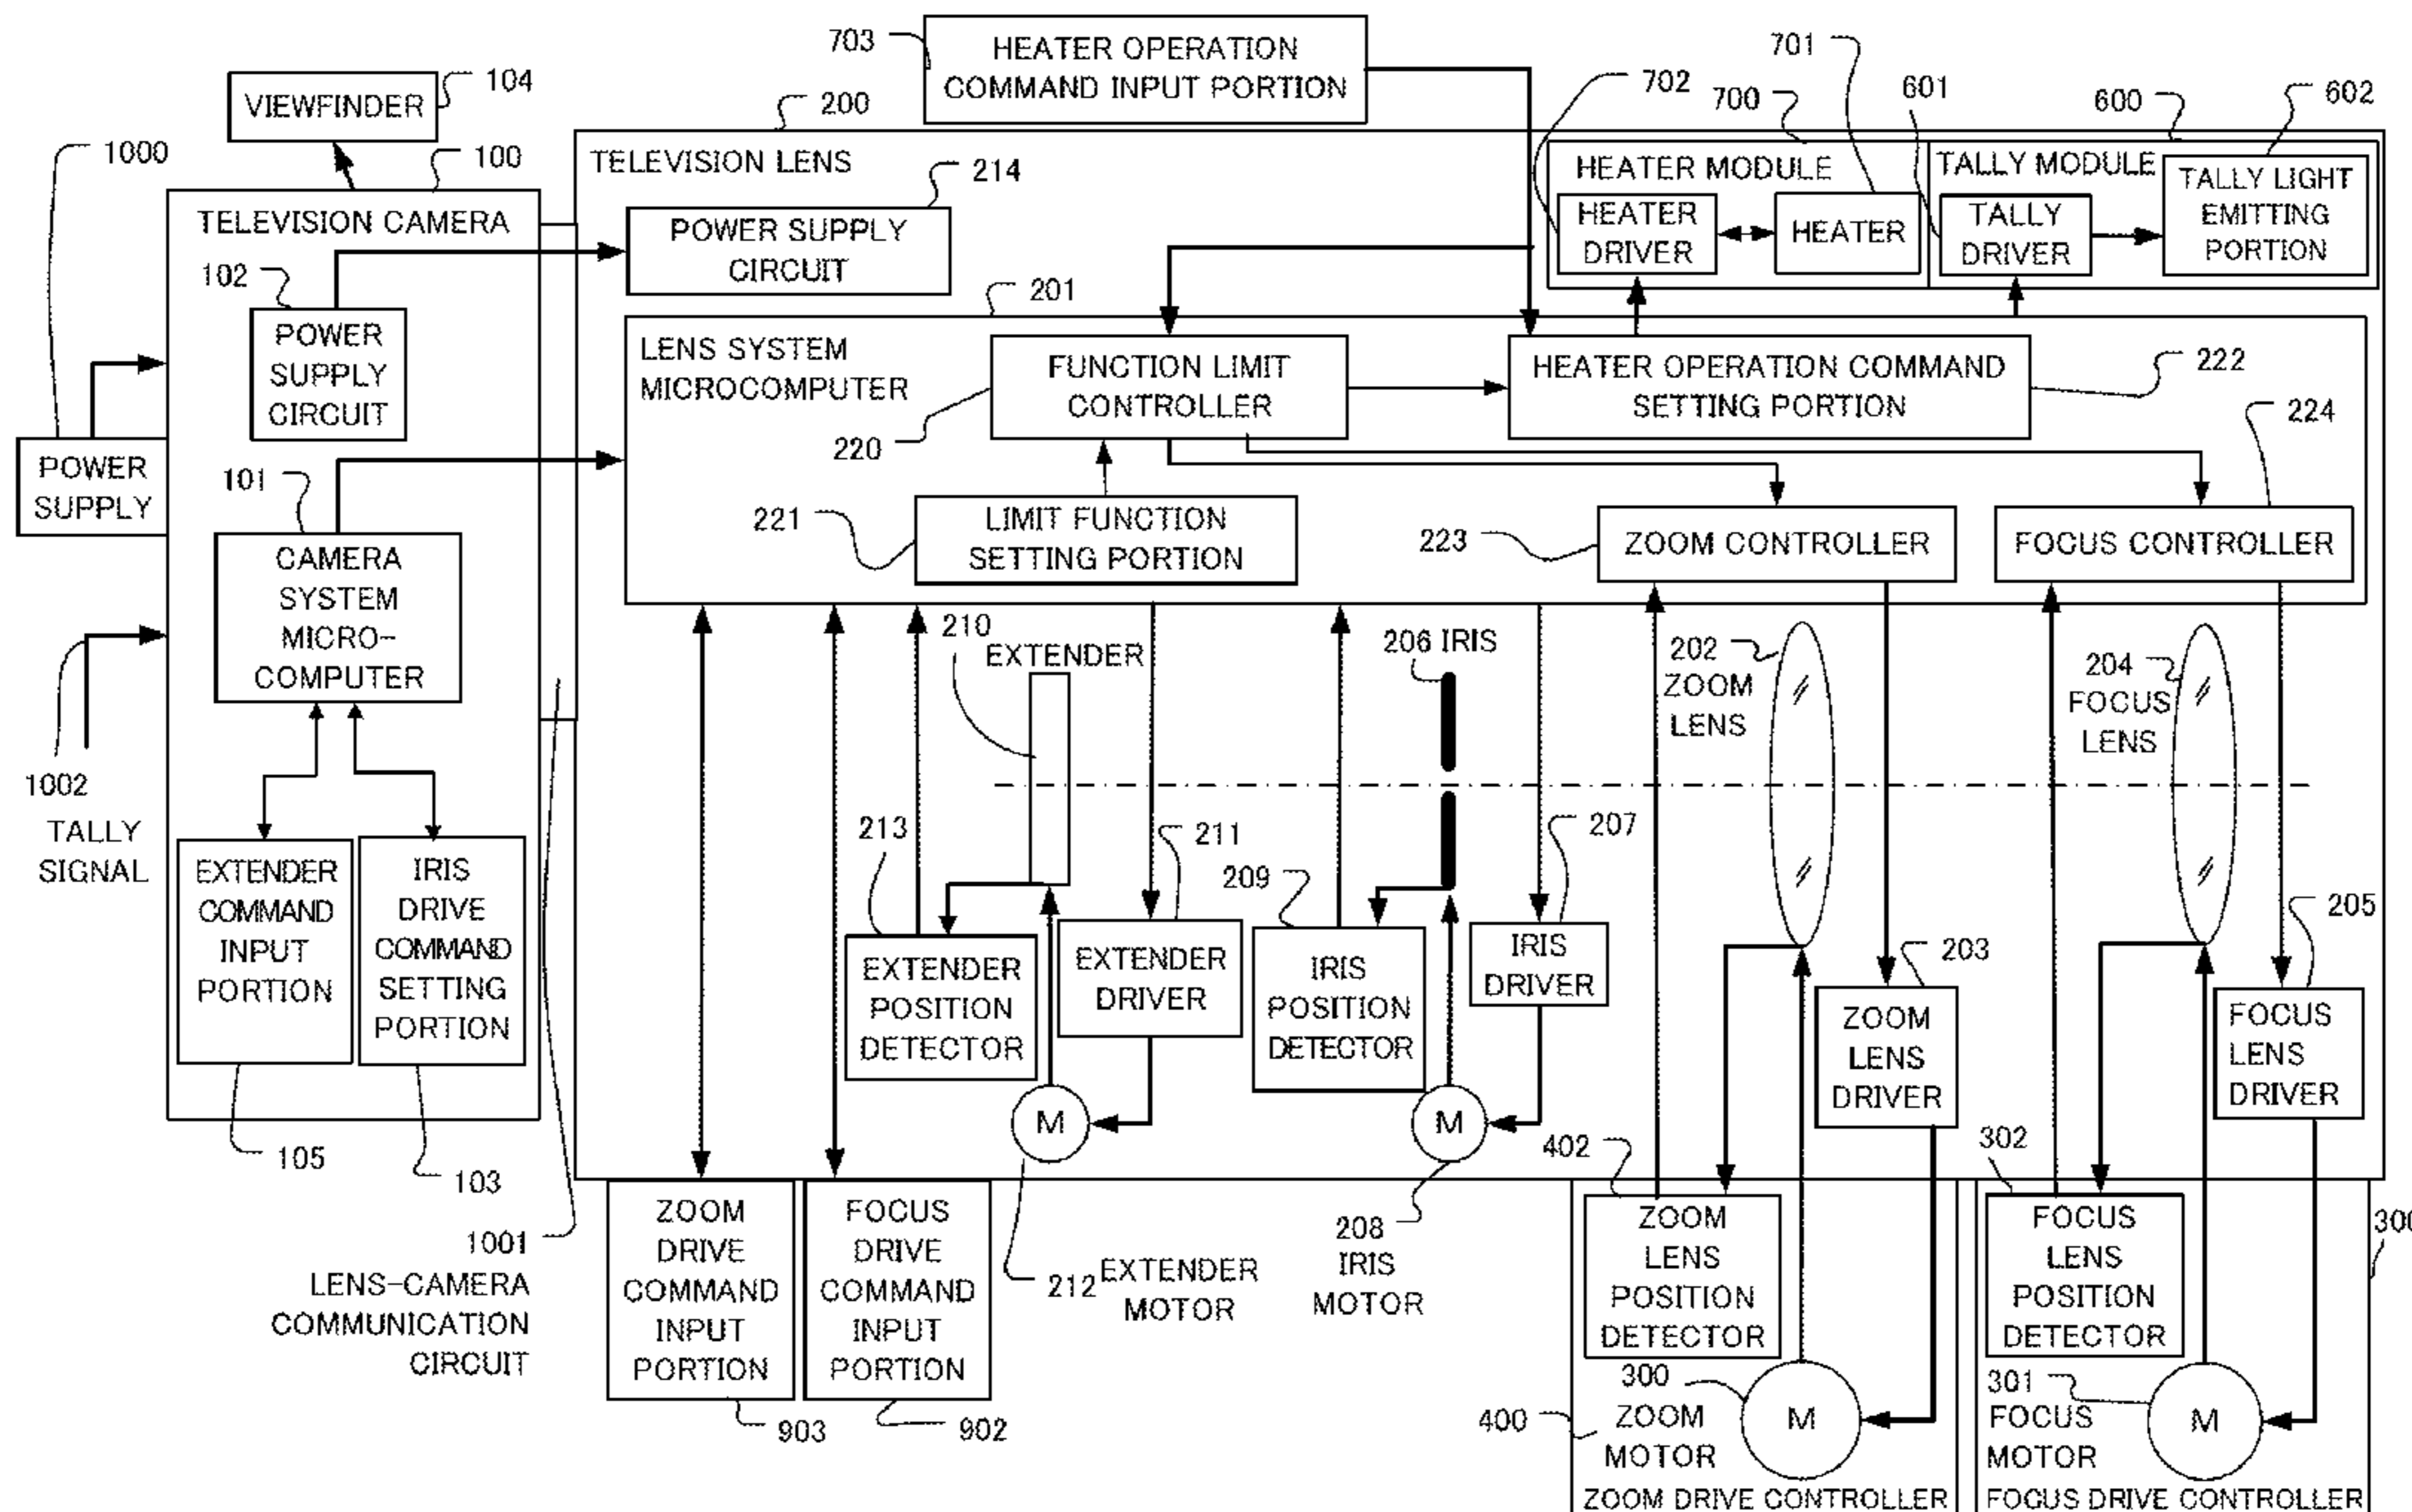 703
HEATER OPERATION
COMMAND INPUT PORTION
701
702
700
601
600
602
VIEWFINDER
104
200
1000
100
TELEVISION LENS
214
HEATER MODULE
TALLY MODULE
TALLY LIGHT
EMITTING
PORTION
TELEVISION CAMERA
POWER SUPPLY
CIRCUIT
HEATER
DRIVER
HEATER
TALLY
DRIVER
102
201
POWER
SUPPLY
CIRCUIT
LENS SYSTEM
MICROCOMPUTER
FUNCTION LIMIT
CONTROLLER
HEATER OPERATION COMMAND
SETTING PORTION
222
220
224
POWER
SUPPLY
101
221
LIMIT FUNCTION
SETTING PORTION
223
ZOOM CONTROLLER
FOCUS CONTROLLER
CAMERA
SYSTEM
MICRO-
COMPUTER
210
EXTENDER
206 IRIS
202
ZOOM
LENS
204
FOCUS
LENS
1002
TALLY
SIGNAL
213
211
209
207
205
203
EXTENDER
COMMAND
INPUT
PORTION
IRIS
DRIVE
COMMAND
SETTING
PORTION
EXTENDER
POSITION
DETECTOR
EXTENDER
DRIVER
IRIS
POSITION
DETECTOR
IRIS
DRIVER
ZOOM
LENS
DRIVER
FOCUS
LENS
DRIVER
M
M
105
103
402
302
1001
LENS-CAMERA
COMMUNICATION
CIRCUIT
ZOOM
DRIVE
COMMAND
INPUT
PORTION
FOCUS
DRIVE
COMMAND
INPUT
PORTION
212
EXTENDER
MOTOR
208
IRIS
MOTOR
ZOOM
LENS
POSITION
DETECTOR
FOCUS
LENS
POSITION
DETECTOR
300
903
902
400
300
ZOOM
MOTOR
M
301
FOCUS
MOTOR
M
ZOOM DRIVE CONTROLLER
FOCUS DRIVE CONTROLLER